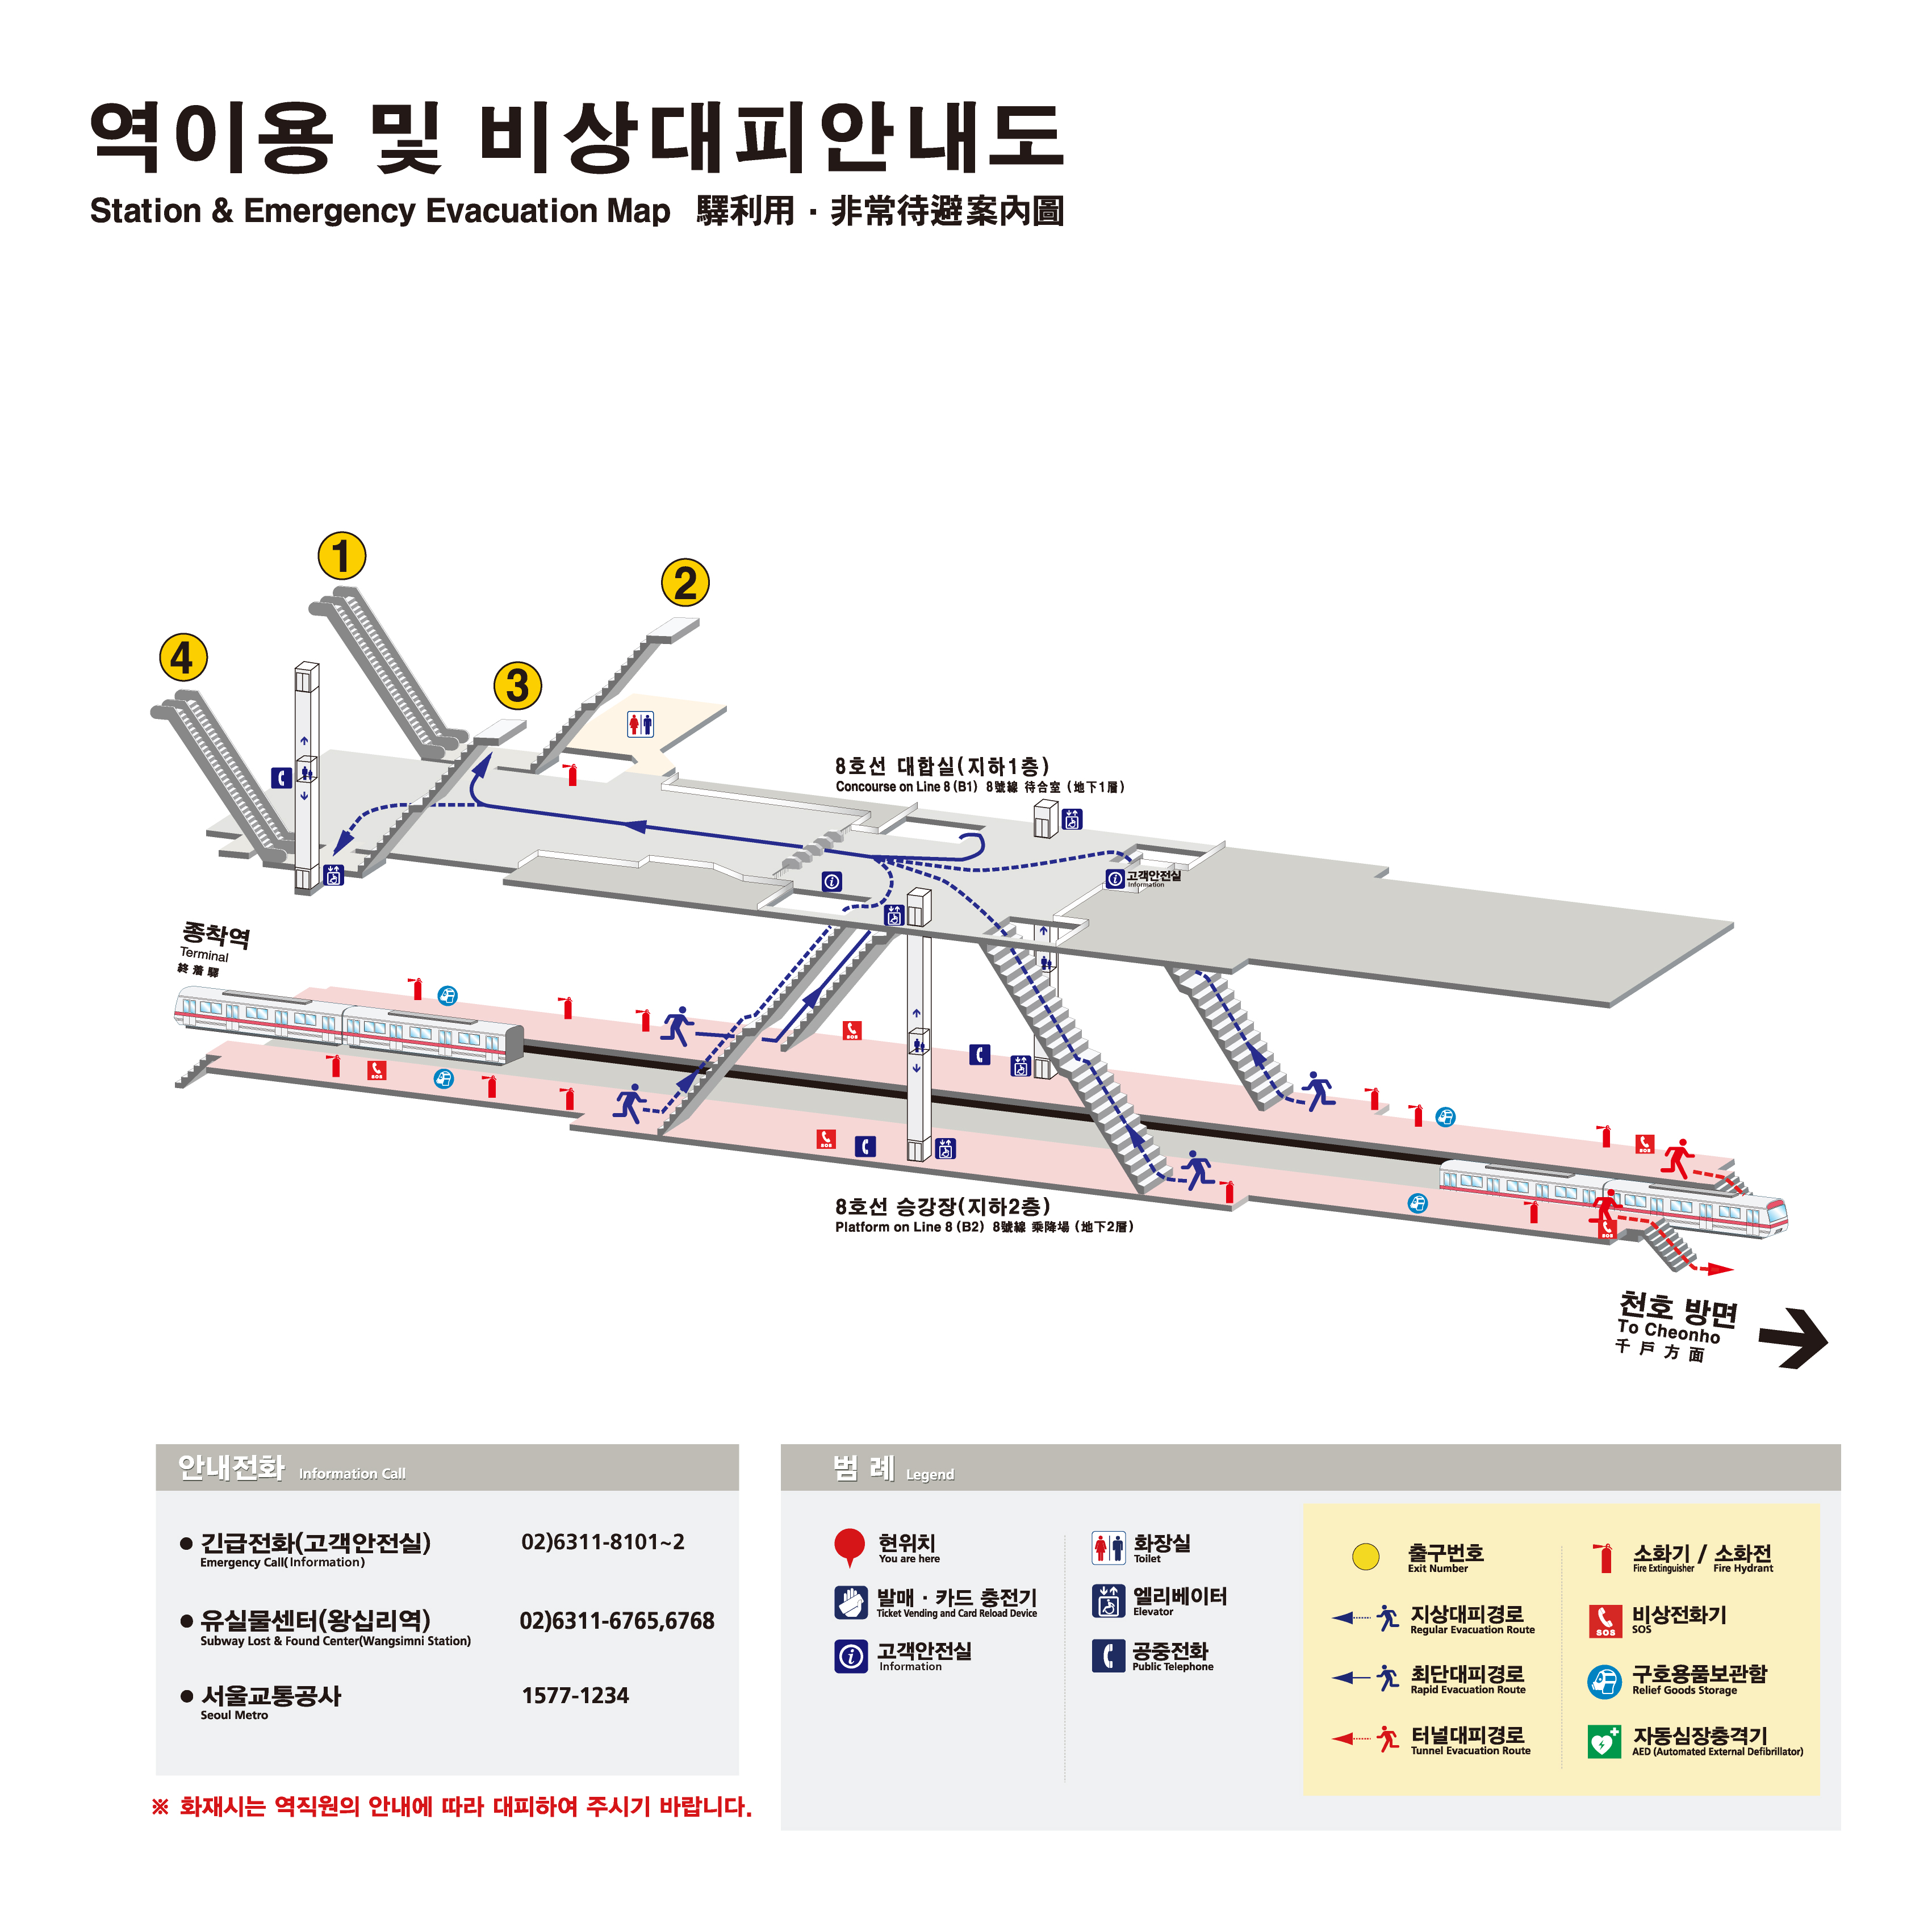 역이용 및 비상대피안내도
Station & Emergency Evacuation Map 驛利用 · 非常待避案內圖
1
2
4
3
8호선 대합실(지하1층)
Concourse on Line 8 (B1) 8號線 待合室 (地下1層)
고객안전실
Information
종착역
Terminal
終着驛
SOS
SOS
SOS
SOS
SOS
8호선 승강장(지하2층)
Platform on Line 8 (B2) 8號線 乘降場 (地下2層)
천호 방면
To Cheonho
千戶方面
안내전화 Information Call
● 긴급전화(고객안전실) 02)6311-8101~2
Emergency Call(Information)
● 유실물센터(왕십리역) 02)6311-6765,6768
Subway Lost & Found Center(Wangsimni Station)
● 서울교통공사 1577-1234
Seoul Metro
※ 화재시는 역직원의 안내에 따라 대피하여 주시기 바랍니다.
범 례 Legend
현위치
You are here
발매 · 카드 충전기
Ticket Vending and Card Reload Device
고객안전실
Information
화장실
Toilet
엘리베이터
Elevator
공중전화
Public Telephone
출구번호
Exit Number
지상대피경로
Regular Evacuation Route
최단대피경로
Rapid Evacuation Route
터널대피경로
Tunnel Evacuation Route
소화기 / 소화전
Fire Extinguisher Fire Hydrant
SOS
비상전화기
SOS
구호용품보관함
Relief Goods Storage
자동심장충격기
AED (Automated External Defibrillator)